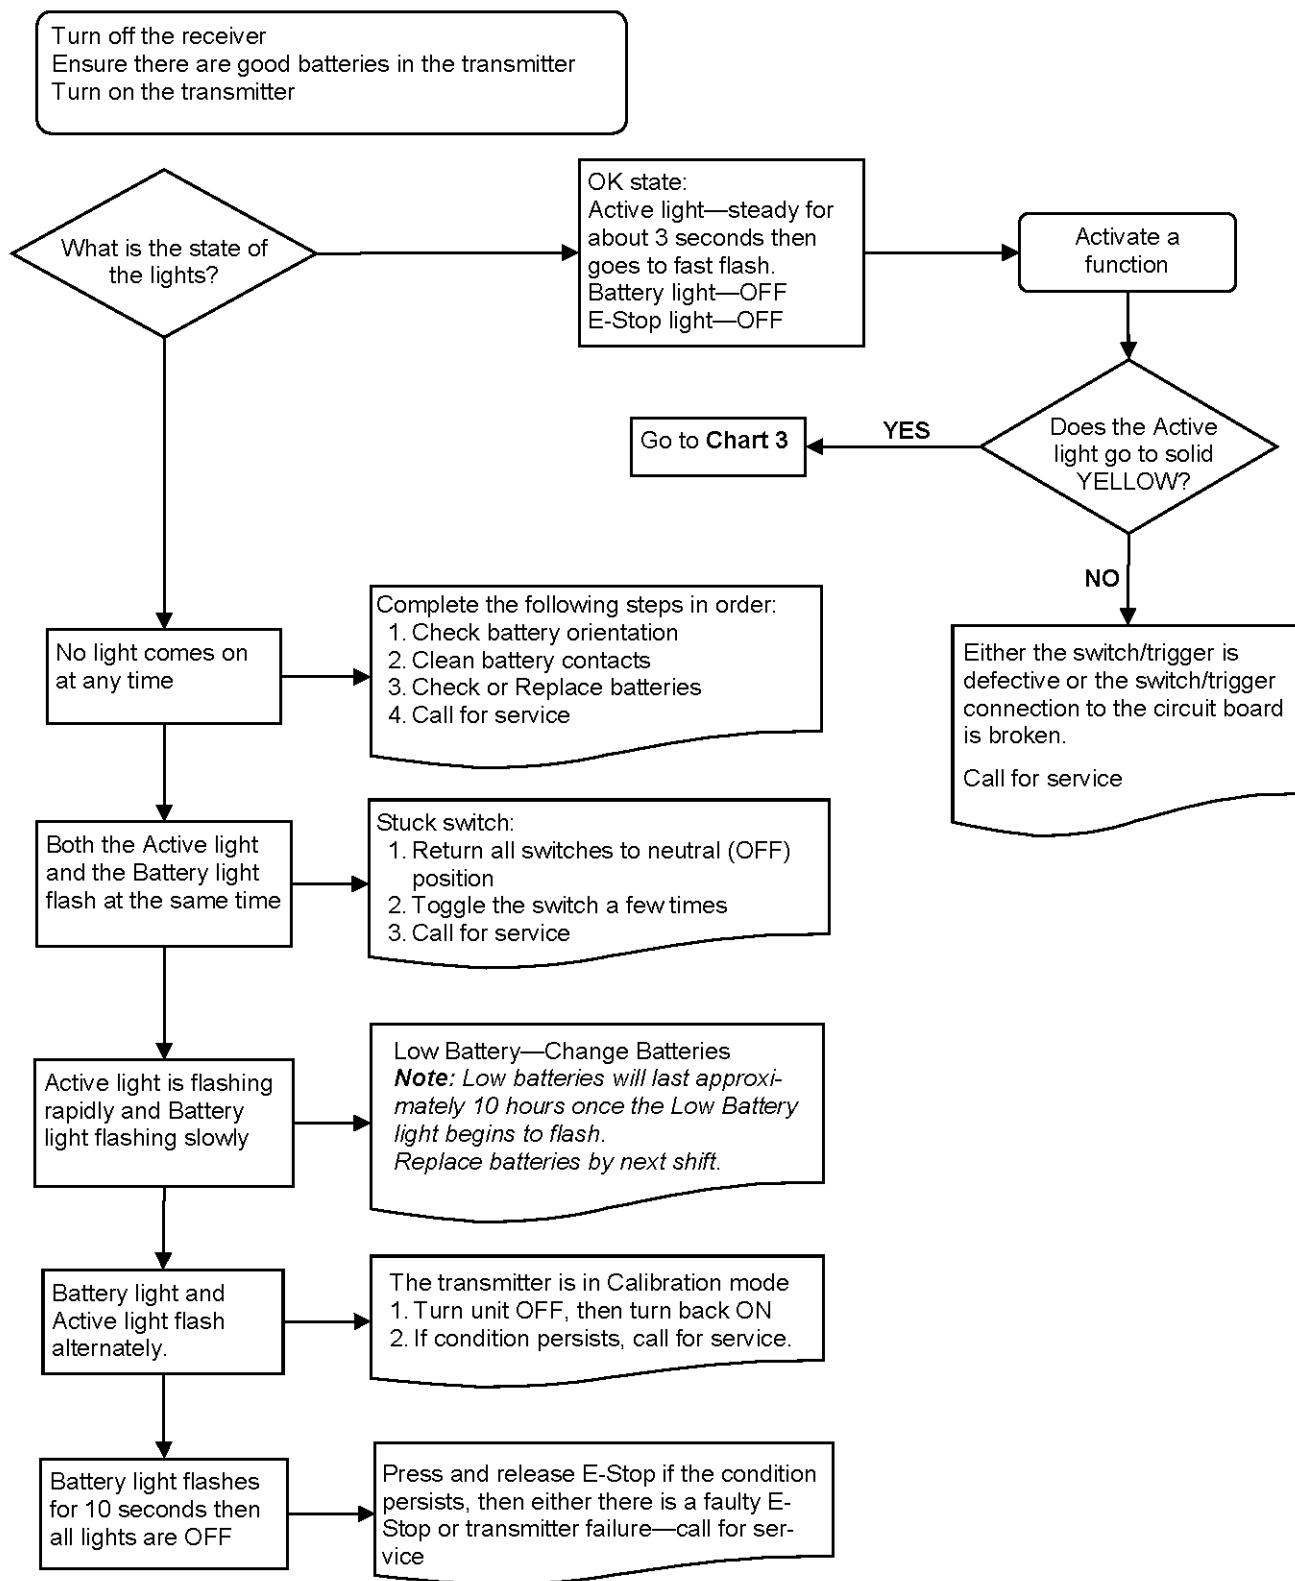 Turn off the receiver
Ensure there are good batteries in the transmitter
Turn on the transmitter
What is the state of
the lights?
OK state:
Active light—steady for
about 3 seconds then
goes to fast flash.
Battery light—OFF
E-Stop light—OFF
Activate a
function
Does the Active
light go to solid
YELLOW?
YES
Go to Chart 3
NO
Either the switch/trigger is
defective or the switch/trigger
connection to the circuit board
is broken.
Call for service
No light comes on
at any time
Complete the following steps in order:
1. Check battery orientation
2. Clean battery contacts
3. Check or Replace batteries
4. Call for service
Both the Active light
and the Battery light
flash at the same time
Stuck switch:
1. Return all switches to neutral (OFF)
position
2. Toggle the switch a few times
3. Call for service
Active light is flashing
rapidly and Battery
light flashing slowly
Low Battery—Change Batteries
Note: Low batteries will last approxi-
mately 10 hours once the Low Battery
light begins to flash.
Replace batteries by next shift.
Battery light and
Active light flash
alternately.
The transmitter is in Calibration mode
1. Turn unit OFF, then turn back ON
2. If condition persists, call for service.
Battery light flashes
for 10 seconds then
all lights are OFF
Press and release E-Stop if the condition
persists, then either there is a faulty E-
Stop or transmitter failure—call for ser-
vice